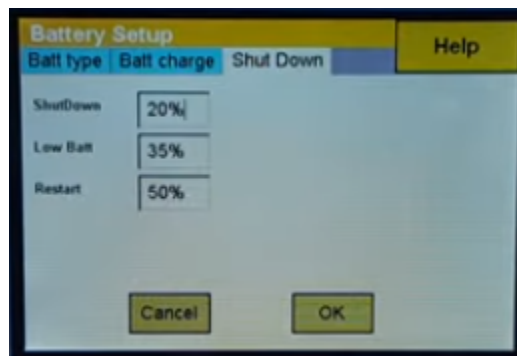 Battery Setup
Help
Batt type Batt charge Shut Down
ShutDown 20%
Low Batt 35%
Restart 50%
Cancel OK